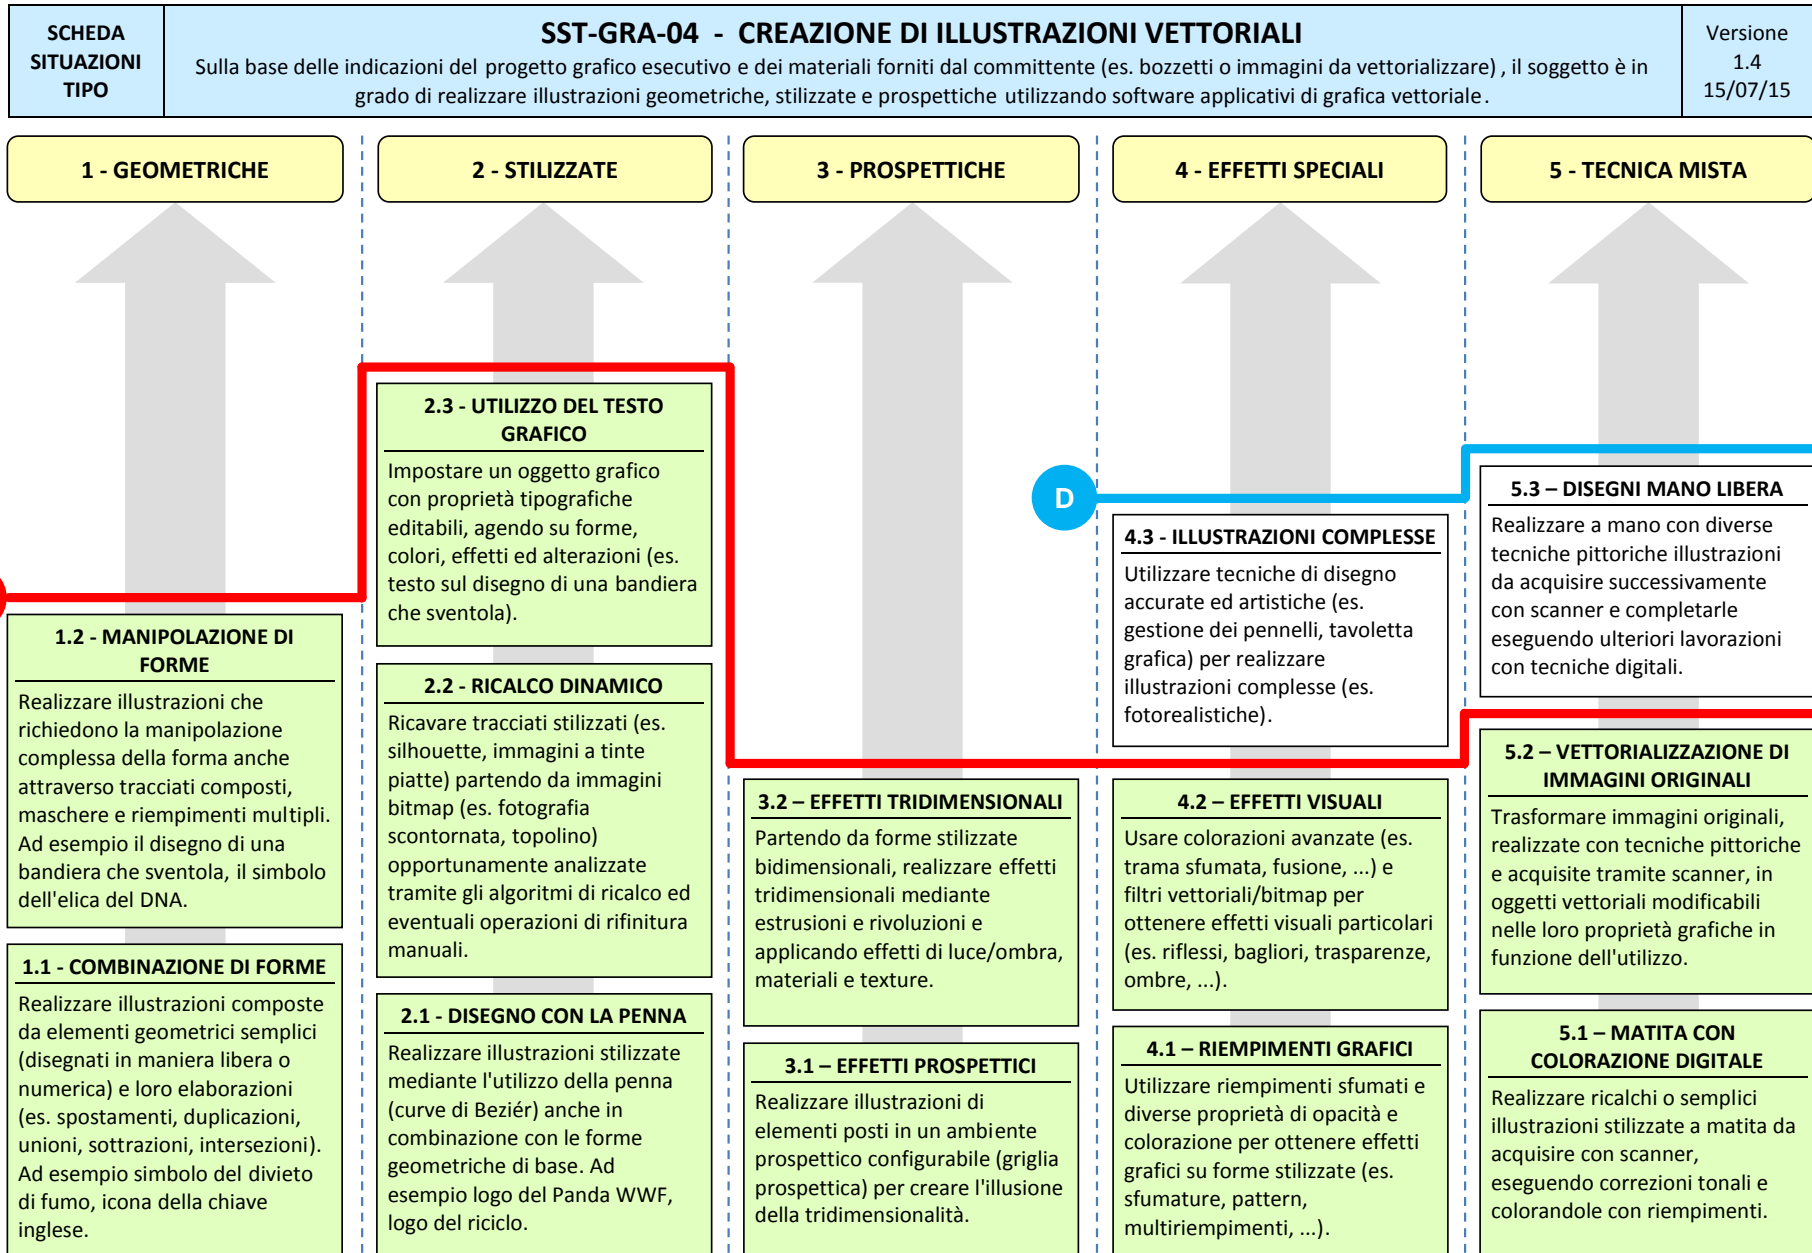 SCHEDA
SITUAZIONI
TIPO
SST-GRA-04 - CREAZIONE DI ILLUSTRAZIONI VETTORIALI
Sulla base delle indicazioni del progetto grafico esecutivo e dei materiali forniti dal committente (es. bozzetti o immagini da vettorializzare) , il soggetto è in
grado di realizzare illustrazioni geometriche, stilizzate e prospettiche utilizzando software applicativi di grafica vettoriale.
Versione
1.4
15/07/15
1 - GEOMETRICHE
1.2 - MANIPOLAZIONE DI
FORME
Realizzare illustrazioni che
richiedono la manipolazione
complessa della forma anche
attraverso tracciati composti,
maschere e riempimenti multipli.
Ad esempio il disegno di una
bandiera che sventola, il simbolo
dell'elica del DNA.
1.1 - COMBINAZIONE DI FORME
Realizzare illustrazioni composte
da elementi geometrici semplici
(disegnati in maniera libera o
numerica) e loro elaborazioni
(es. spostamenti, duplicazioni,
unioni, sottrazioni, intersezioni).
Ad esempio simbolo del divieto
di fumo, icona della chiave
inglese.
2 - STILIZZATE
2.3 - UTILIZZO DEL TESTO
GRAFICO
Impostare un oggetto grafico
con proprietà tipografiche
editabili, agendo su forme,
colori, effetti ed alterazioni (es.
testo sul disegno di una bandiera
che sventola).
2.2 - RICALCO DINAMICO
Ricavare tracciati stilizzati (es.
silhouette, immagini a tinte
piatte) partendo da immagini
bitmap (es. fotografia
scontornata, topolino)
opportunamente analizzate
tramite gli algoritmi di ricalco ed
eventuali operazioni di rifinitura
manuali.
2.1 - DISEGNO CON LA PENNA
Realizzare illustrazioni stilizzate
mediante l'utilizzo della penna
(curve di Beziér) anche in
combinazione con le forme
geometriche di base. Ad
esempio logo del Panda WWF,
logo del riciclo.
3 - PROSPETTICHE
3.2 – EFFETTI TRIDIMENSIONALI
Partendo da forme stilizzate
bidimensionali, realizzare effetti
tridimensionali mediante
estrusioni e rivoluzioni e
applicando effetti di luce/ombra,
materiali e texture.
3.1 – EFFETTI PROSPETTICI
Realizzare illustrazioni di
elementi posti in un ambiente
prospettico configurabile (griglia
prospettica) per creare l'illusione
della tridimensionalità.
4 - EFFETTI SPECIALI
D
4.3 - ILLUSTRAZIONI COMPLESSE
Utilizzare tecniche di disegno
accurate ed artistiche (es.
gestione dei pennelli, tavoletta
grafica) per realizzare
illustrazioni complesse (es.
fotorealistiche).
4.2 – EFFETTI VISUALI
Usare colorazioni avanzate (es.
trama sfumata, fusione, ...) e
filtri vettoriali/bitmap per
ottenere effetti visuali particolari
(es. riflessi, bagliori, trasparenze,
ombre, ...).
4.1 – RIEMPIMENTI GRAFICI
Utilizzare riempimenti sfumati e
diverse proprietà di opacità e
colorazione per ottenere effetti
grafici su forme stilizzate (es.
sfumature, pattern,
multiriempimenti, ...).
5 - TECNICA MISTA
5.3 – DISEGNI MANO LIBERA
Realizzare a mano con diverse
tecniche pittoriche illustrazioni
da acquisire successivamente
con scanner e completarle
eseguendo ulteriori lavorazioni
con tecniche digitali.
5.2 – VETTORIALIZZAZIONE DI
IMMAGINI ORIGINALI
Trasformare immagini originali,
realizzate con tecniche pittoriche
e acquisite tramite scanner, in
oggetti vettoriali modificabili
nelle loro proprietà grafiche in
funzione dell'utilizzo.
5.1 – MATITA CON
COLORAZIONE DIGITALE
Realizzare ricalchi o semplici
illustrazioni stilizzate a matita da
acquisire con scanner,
eseguendo correzioni tonali e
colorandole con riempimenti.